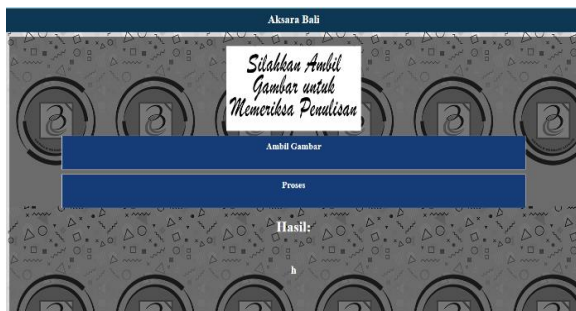 Aksara Bali
Silahkan Ambil
Gambar untuk
Memeriksa Penulisan
Ambil Gambar
Proses
Hasil:
h